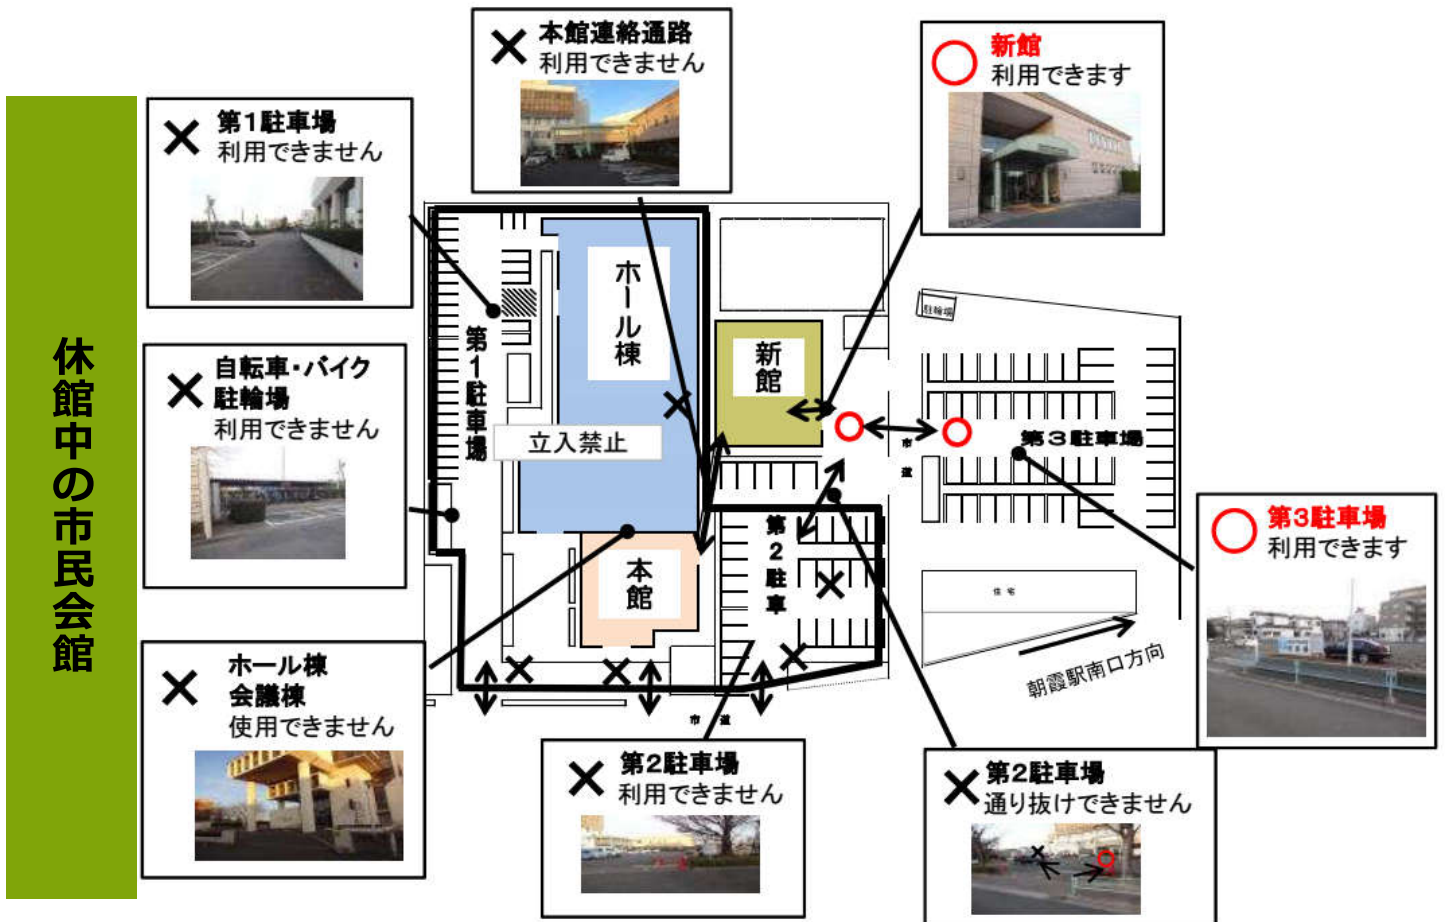 休館中の市民会館
本館連絡通路
利用できません
新館
利用できます
第1駐車場
利用できません
自転車・バイク
駐輪場
利用できません
ホール棟
会議棟
使用できません
第2駐車場
利用できません
第2駐車場
通り抜けできません
第3駐車場
利用できます
ホール棟
第1駐車場
立入禁止
新館
本館
第2駐車
第3駐車場
駐輪場
市道
住宅
朝霞駅南口方向
市道